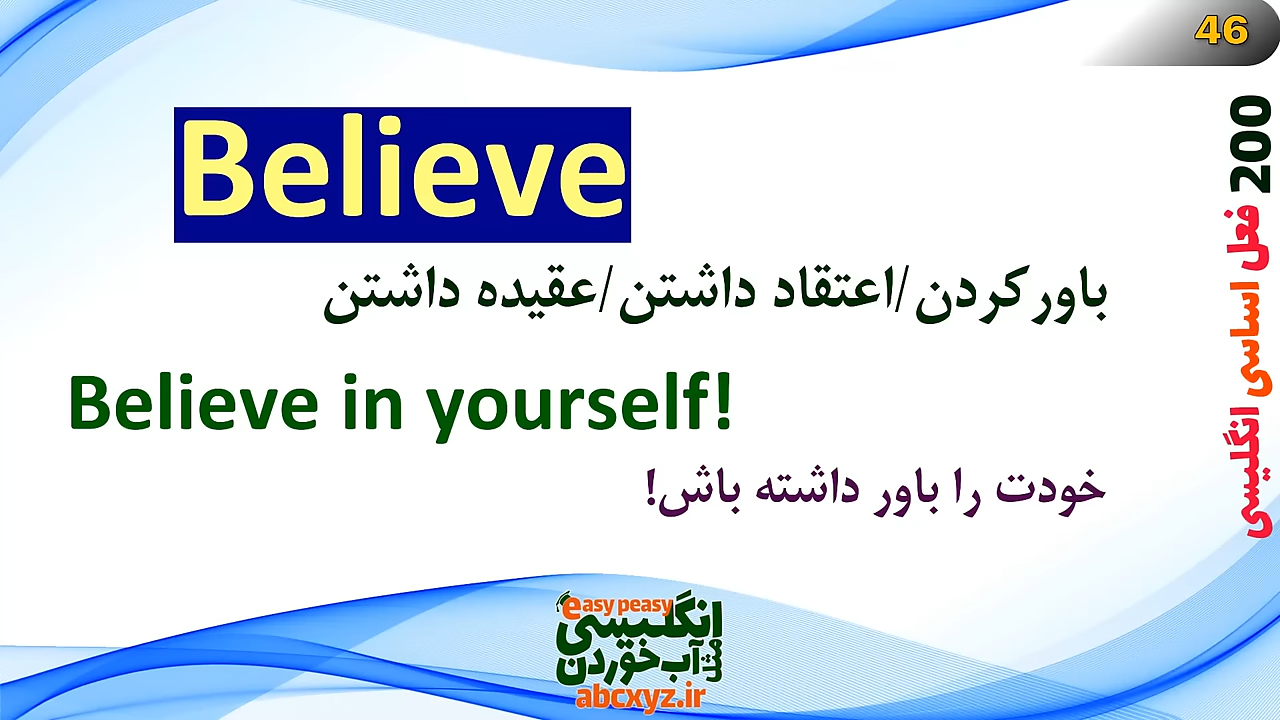 46
Believe
باور کردن/اعتقاد داشتن/عقیده داشتن
Believe in yourself!
خودت را باور داشته باش!
200 فعل اساسی انگلیسی
easy peasy
انگلیسی
مثل آب خوردن
abcxyz.ir